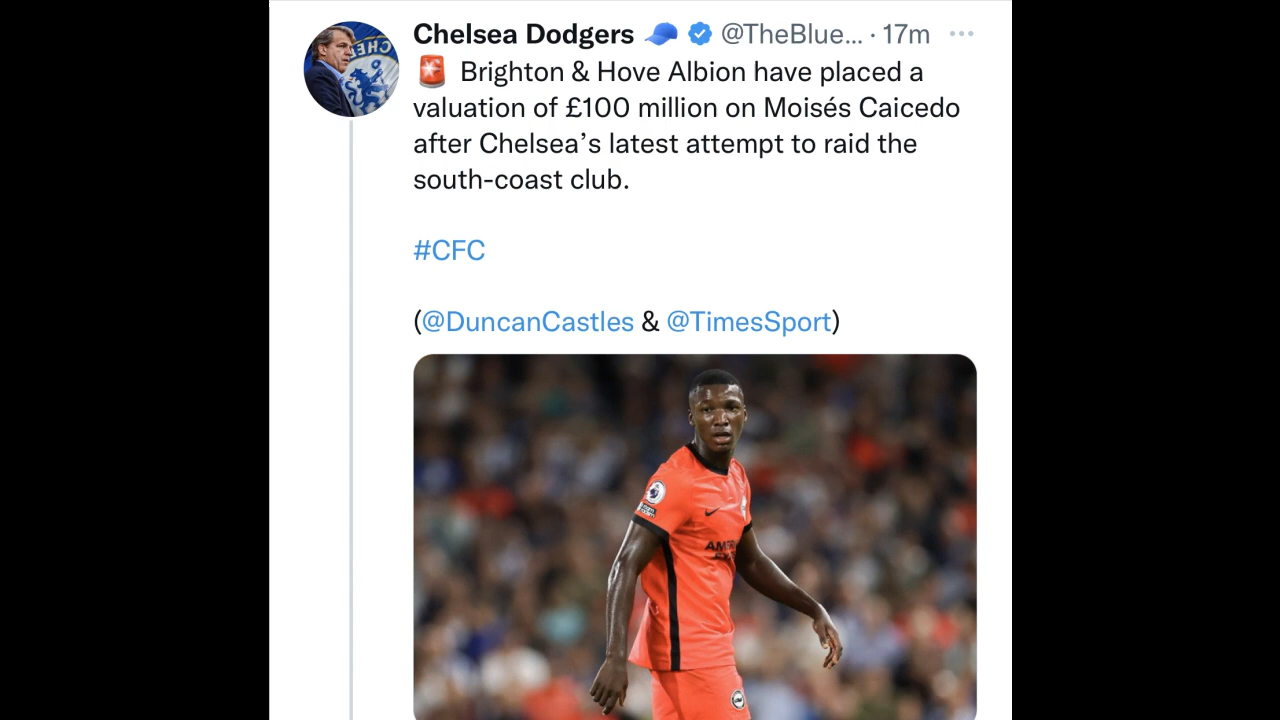 Chelsea Dodgers 🧢 @TheBlue... · 17m
🚨 Brighton & Hove Albion have placed a
valuation of £100 million on Moisés Caicedo
after Chelsea’s latest attempt to raid the
south-coast club.
#CFC
(@DuncanCastles & @TimesSport)